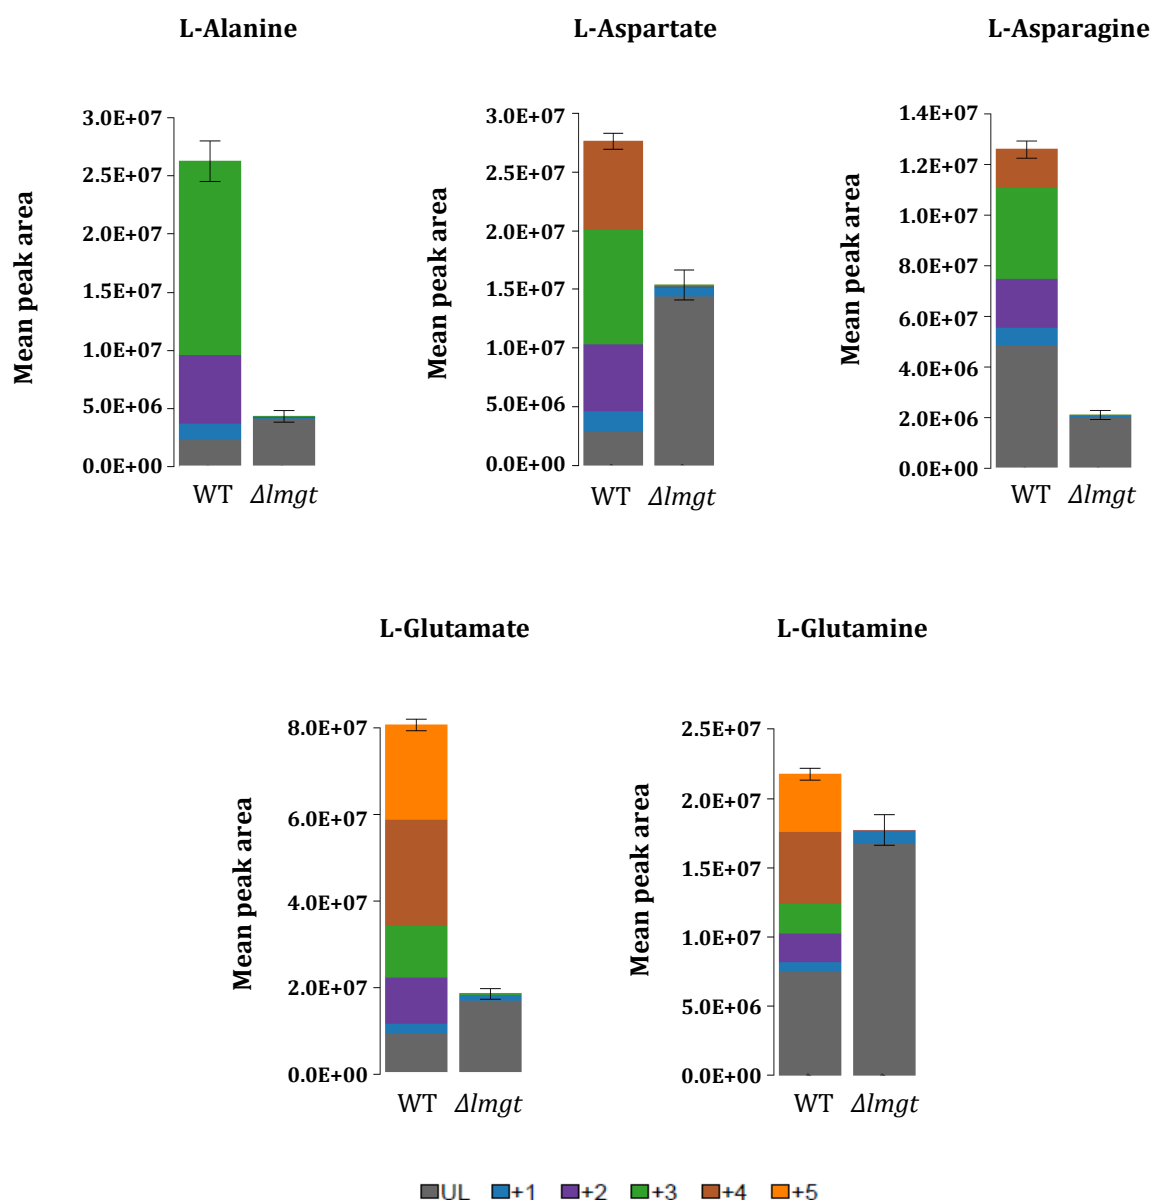 L-Alanine
L-Aspartate
L-Asparagine
Mean peak area
3.0E+07
2.5E+07
2.0E+07
1.5E+07
1.0E+07
5.0E+06
0.0E+00
WT Δlmgt
Mean peak area
3.0E+07
2.5E+07
2.0E+07
1.5E+07
1.0E+07
5.0E+06
0.0E+00
WT Δlmgt
Mean peak area
1.4E+07
1.2E+07
1.0E+07
8.0E+07
6.0E+07
4.0E+06
2.0E+06
0.0E+00
WT Δlmgt
L-Glutamate
L-Glutamine
Mean peak area
8.0E+07
6.0E+07
4.0E+07
2.0E+07
0.0E+00
WT Δlmgt
Mean peak area
2.5E+07
2.0E+07
1.5E+07
1.0E+07
5.0E+06
0.0E+00
WT Δlmgt
UL +1 +2 +3 +4 +5